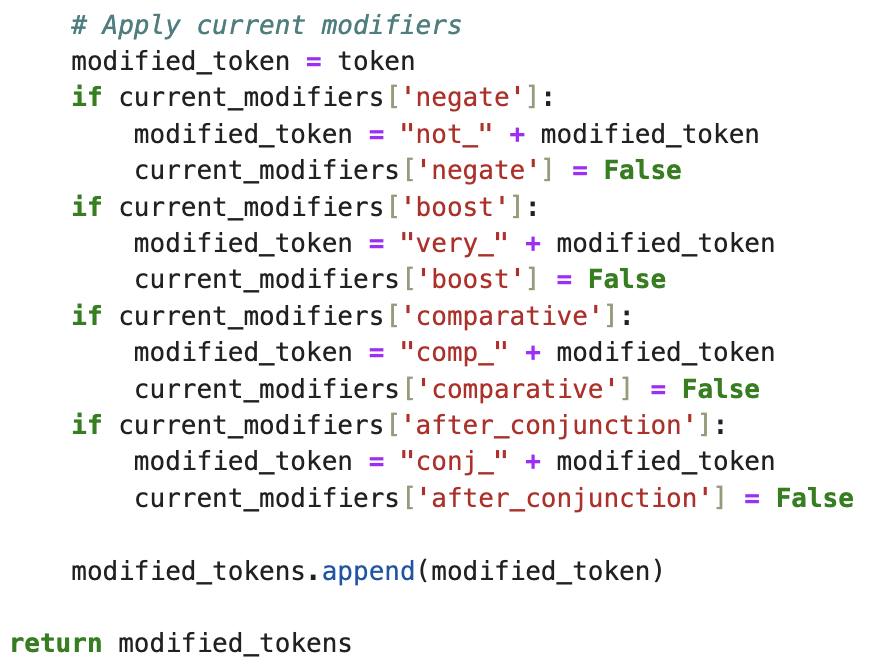 # Apply current modifiers
modified_token = token
if current_modifiers['negate']:
modified_token = "not_" + modified_token
current_modifiers['negate'] = False
if current_modifiers['boost']:
modified_token = "very_" + modified_token
current_modifiers['boost'] = False
if current_modifiers['comparative']:
modified_token = "comp_" + modified_token
current_modifiers['comparative'] = False
if current_modifiers['after_conjunction']:
modified_token = "conj_" + modified_token
current_modifiers['after_conjunction'] = False
modified_tokens.append(modified_token)
return modified_tokens